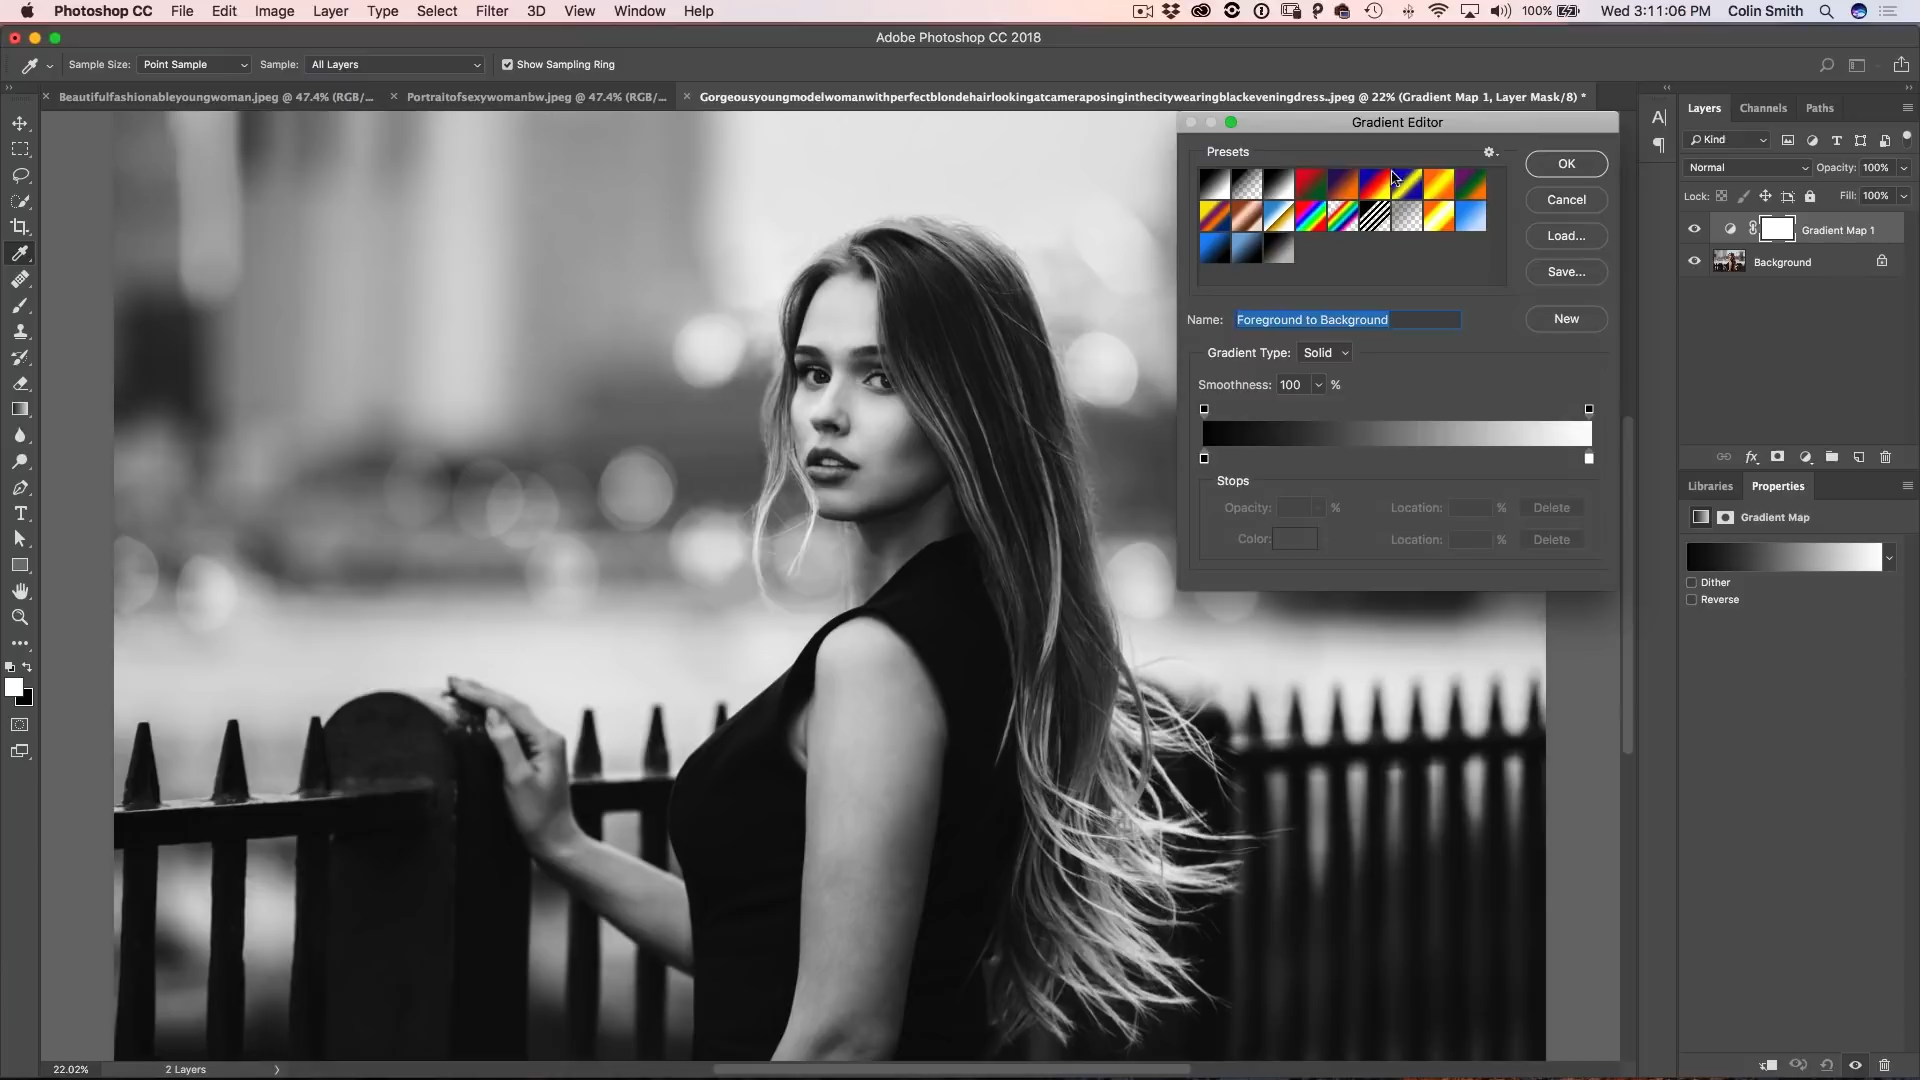 Photoshop CC File Edit Image Layer Type Select Filter 3D View Window Help 100% Wed 3:11:06 PM Colin Smith
Adobe Photoshop CC 2018
Sample Size: Point Sample Sample: All Layers Show Sampling Ring
Beautifulfashionableyoungwoman.jpeg @ 47.4% (RGB/... Portraitofsexywomanbw.jpeg @ 47.4% (RGB/... Gorgeousyoungmodelwomanwithperfectblondehairlookingatcameraposinginthecitywearingblackeveningdress..jpeg @ 22% (Gradient Map 1, Layer Mask/8) *
Gradient Editor
Presets
OK
Cancel
Load...
Save...
Name: Foreground to Background
New
Gradient Type: Solid
Smoothness: 100 %
Stops
Opacity: % Location: % Delete
Color: Location: % Delete
Layers Channels Paths
Kind
Normal Opacity: 100%
Lock: Fill: 100%
Gradient Map 1
Background
fx
Libraries Properties
Gradient Map
Dither
Reverse
22.02% 2 Layers